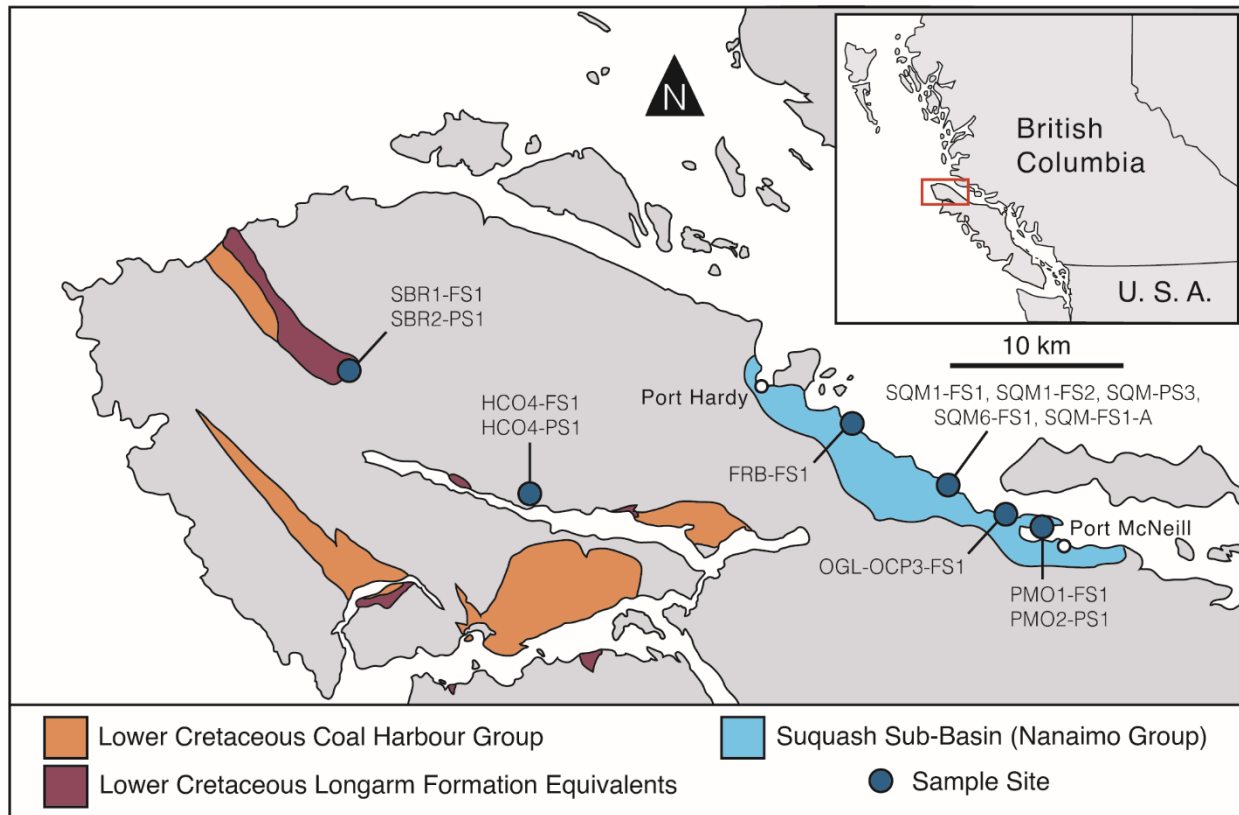 N
British
Columbia
U. S. A.
10 km
SBR1-FS1
SBR2-PS1
HCO4-FS1
HCO4-PS1
Port Hardy
FRB-FS1
SQM1-FS1, SQM1-FS2, SQM-PS3,
SQM6-FS1, SQM-FS1-A
OGL-OCP3-FS1
Port McNeill
PMO1-FS1
PMO2-PS1
Lower Cretaceous Coal Harbour Group
Lower Cretaceous Longarm Formation Equivalents
Suquash Sub-Basin (Nanaimo Group)
Sample Site